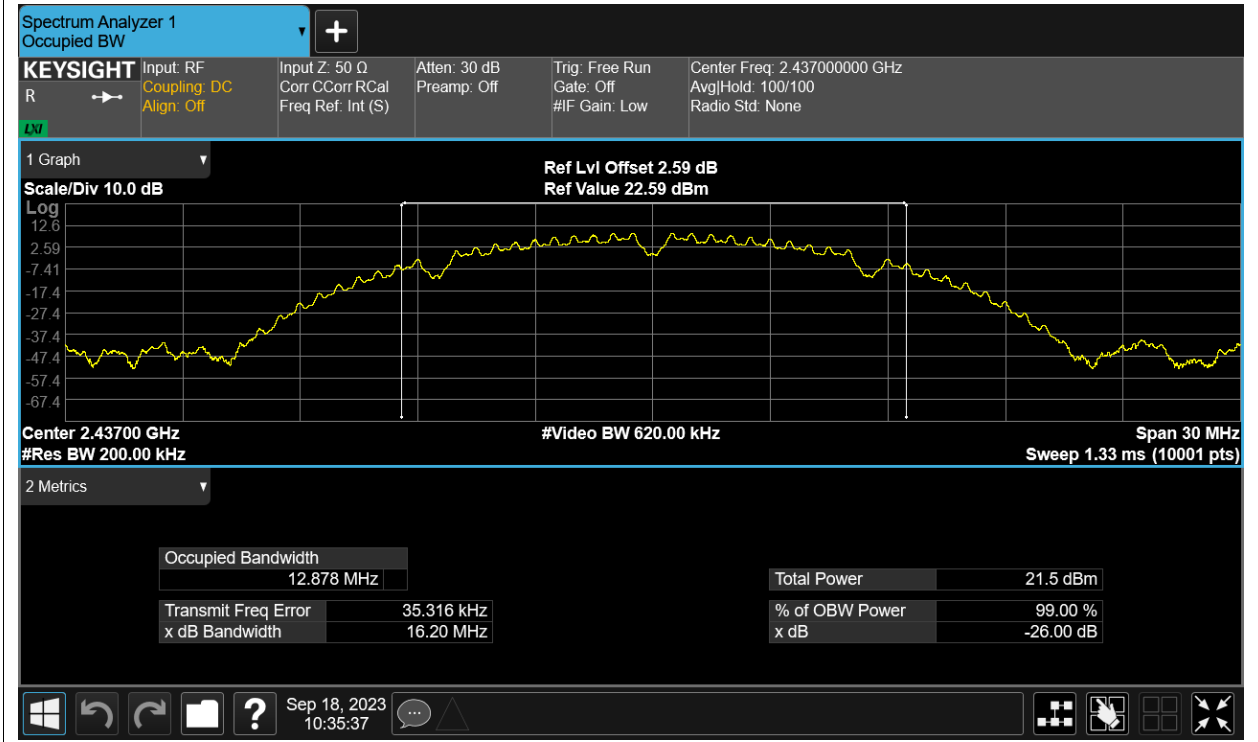 Spectrum Analyzer 1
Occupied BW
KEYSIGHT Input: RF Input Z: 50 Ω Atten: 30 dB Trig: Free Run Center Freq: 2.437000000 GHz
R Coupling: DC Corr CCorr RCal Preamp: Off Gate: Off Avg|Hold: 100/100
Align: Off Freq Ref: Int (S) #IF Gain: Low Radio Std: None
LXI
1 Graph
Ref Lvl Offset 2.59 dB
Scale/Div 10.0 dB Ref Value 22.59 dBm
Log
12.6
2.59
-7.41
-17.4
-27.4
-37.4
-47.4
-57.4
-67.4
Center 2.43700 GHz #Video BW 620.00 kHz Span 30 MHz
#Res BW 200.00 kHz Sweep 1.33 ms (10001 pts)
2 Metrics
Occupied Bandwidth
12.878 MHz Total Power 21.5 dBm
Transmit Freq Error 35.316 kHz % of OBW Power 99.00 %
x dB Bandwidth 16.20 MHz x dB -26.00 dB
? Sep 18, 2023
10:35:37